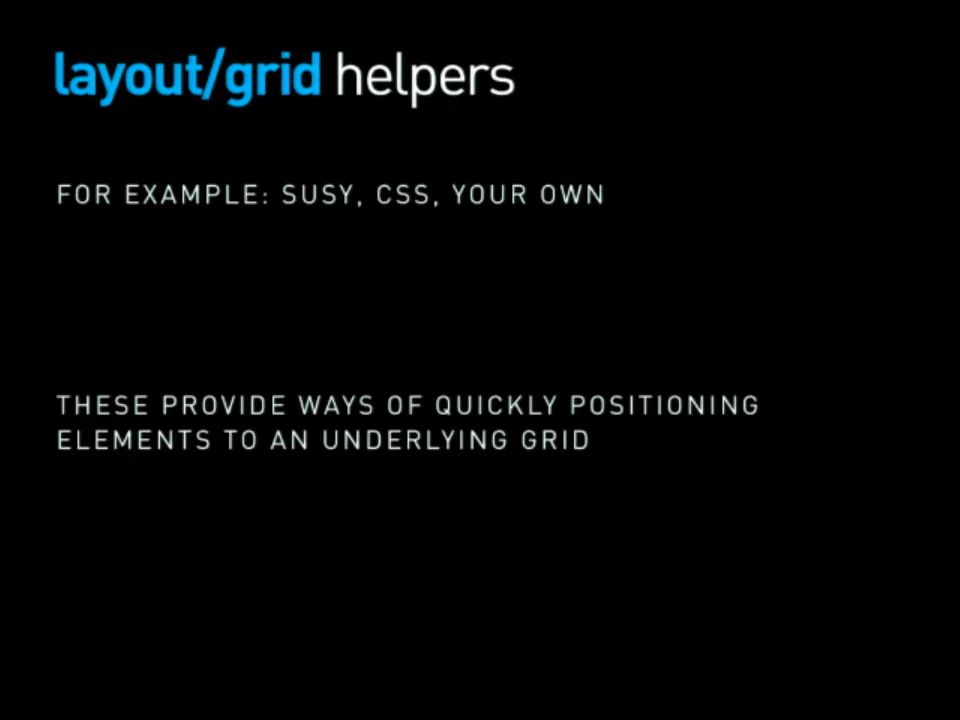 layout/grid helpers
FOR EXAMPLE: SUSY, CSS, YOUR OWN
THESE PROVIDE WAYS OF QUICKLY POSITIONING
ELEMENTS TO AN UNDERLYING GRID